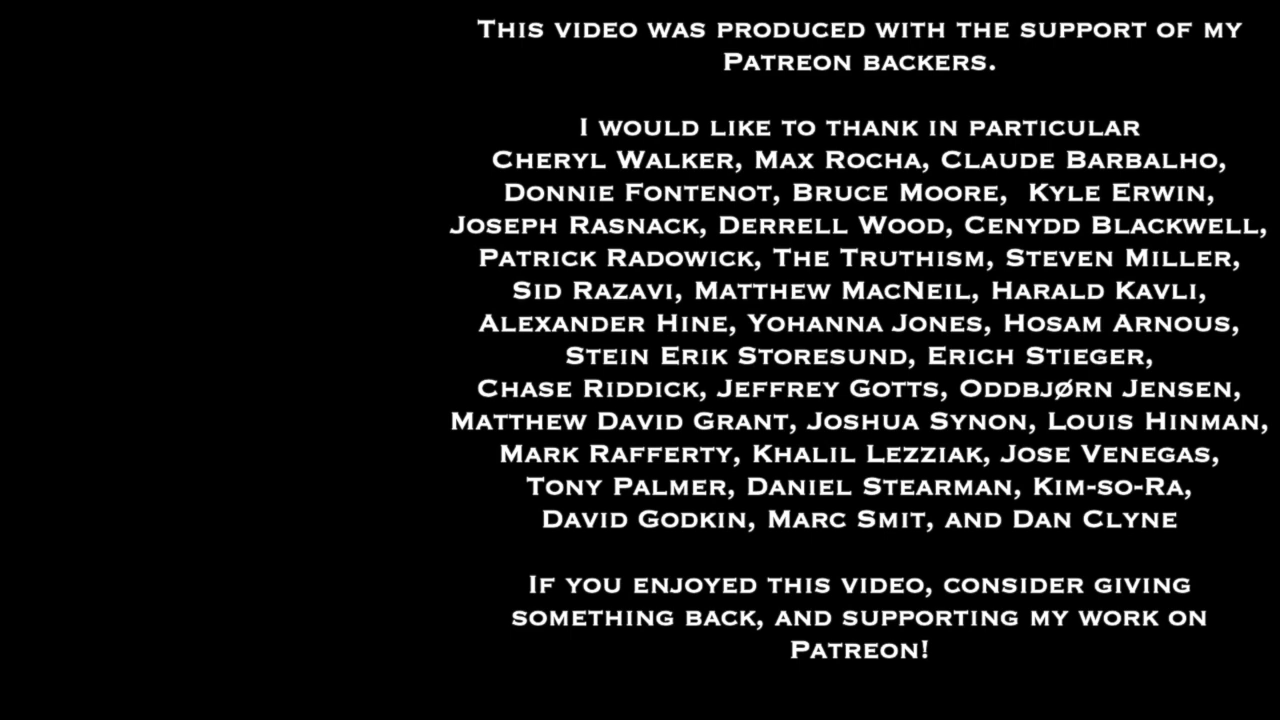 This video was produced with the support of my
Patreon backers.
I would like to thank in particular
Cheryl Walker, Max Rocha, Claude Barbalho,
Donnie Fontenot, Bruce Moore,  Kyle Erwin,
Joseph Rasnack, Derrell Wood, Cenydd Blackwell,
Patrick Radowick, The Truthism, Steven Miller,
Sid Razavi, Matthew MacNeil, Harald Kavli,
Alexander Hine, Yohanna Jones, Hosam Arnous,
Stein Erik Storesund, Erich Stieger,
Chase Riddick, Jeffrey Gotts, Oddbjørn Jensen,
Matthew David Grant, Joshua Synon, Louis Hinman,
Mark Rafferty, Khalil Lezziak, Jose Venegas,
Tony Palmer, Daniel Stearman, Kim-so-Ra,
David Godkin, Marc Smit, and Dan Clyne
If you enjoyed this video, consider giving
something back, and supporting my work on
Patreon!